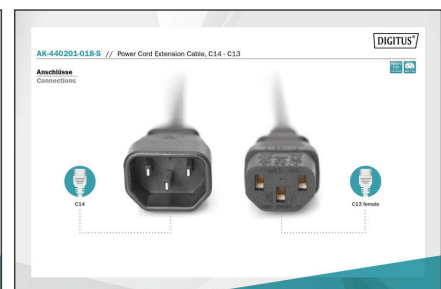 DIGITUS®
AK-440201-018-S // Power Cord Extension Cable, C14 - C13
Anschlüsse
Connections
C14
C13 female